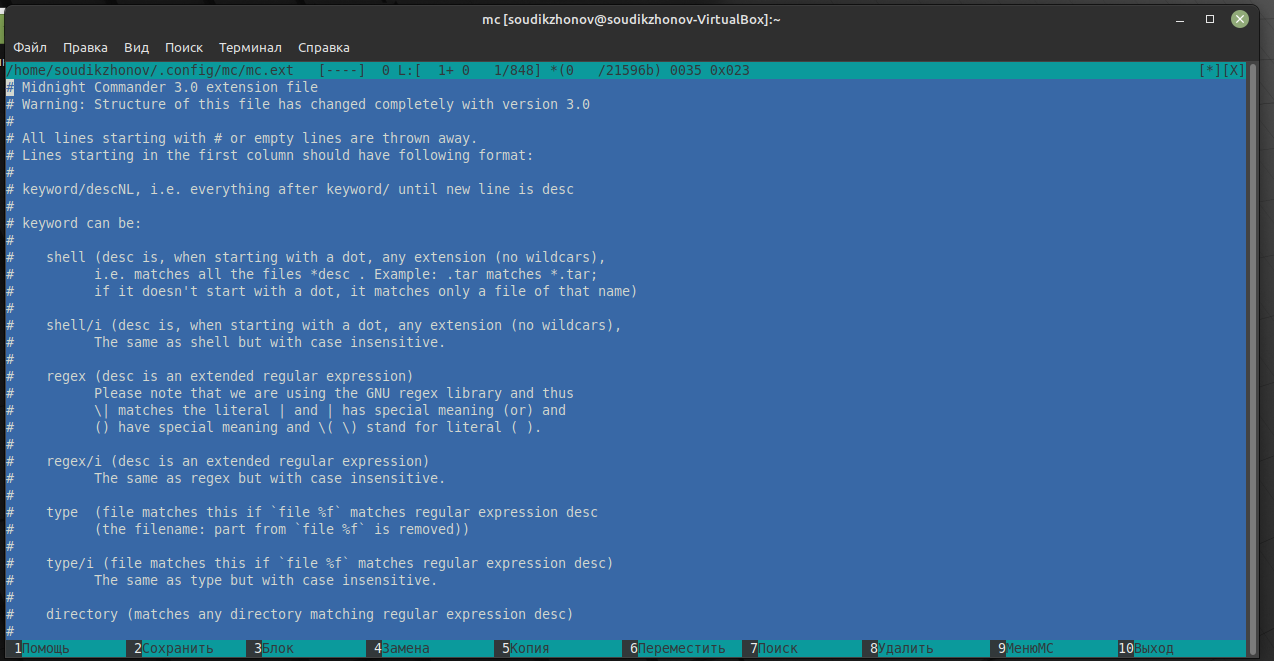 mc [soudikzhonov@soudikzhonov-VirtualBox]:~
Файл Правка Вид Поиск Терминал Справка
/home/soudikzhonov/.config/mc/mc.ext   [----]  0 L:[  1+ 0   1/848] *(0   /21596b) 0035 0x023   [*][X]
# Midnight Commander 3.0 extension file
# Warning: Structure of this file has changed completely with version 3.0
#
# All lines starting with # or empty lines are thrown away.
# Lines starting in the first column should have following format:
#
# keyword/descNL, i.e. everything after keyword/ until new line is desc
#
# keyword can be:
#
#    shell (desc is, when starting with a dot, any extension (no wildcars),
#          i.e. matches all the files *desc . Example: .tar matches *.tar;
#          if it doesn't start with a dot, it matches only a file of that name)
#
#    shell/i (desc is, when starting with a dot, any extension (no wildcars),
#          The same as shell but with case insensitive.
#
#    regex (desc is an extended regular expression)
#          Please note that we are using the GNU regex library and thus
#          \| matches the literal | and | has special meaning (or) and
#          () have special meaning and \( \) stand for literal ( ).
#
#    regex/i (desc is an extended regular expression)
#          The same as regex but with case insensitive.
#
#    type  (file matches this if `file %f` matches regular expression desc
#          (the filename: part from `file %f` is removed))
#
#    type/i (file matches this if `file %f` matches regular expression desc)
#          The same as type but with case insensitive.
#
#    directory (matches any directory matching regular expression desc)
#
1Помощь 2Сохранить 3Блок 4Замена 5Копия 6Переместить 7Поиск 8Удалить 9МенюМС 10Выход